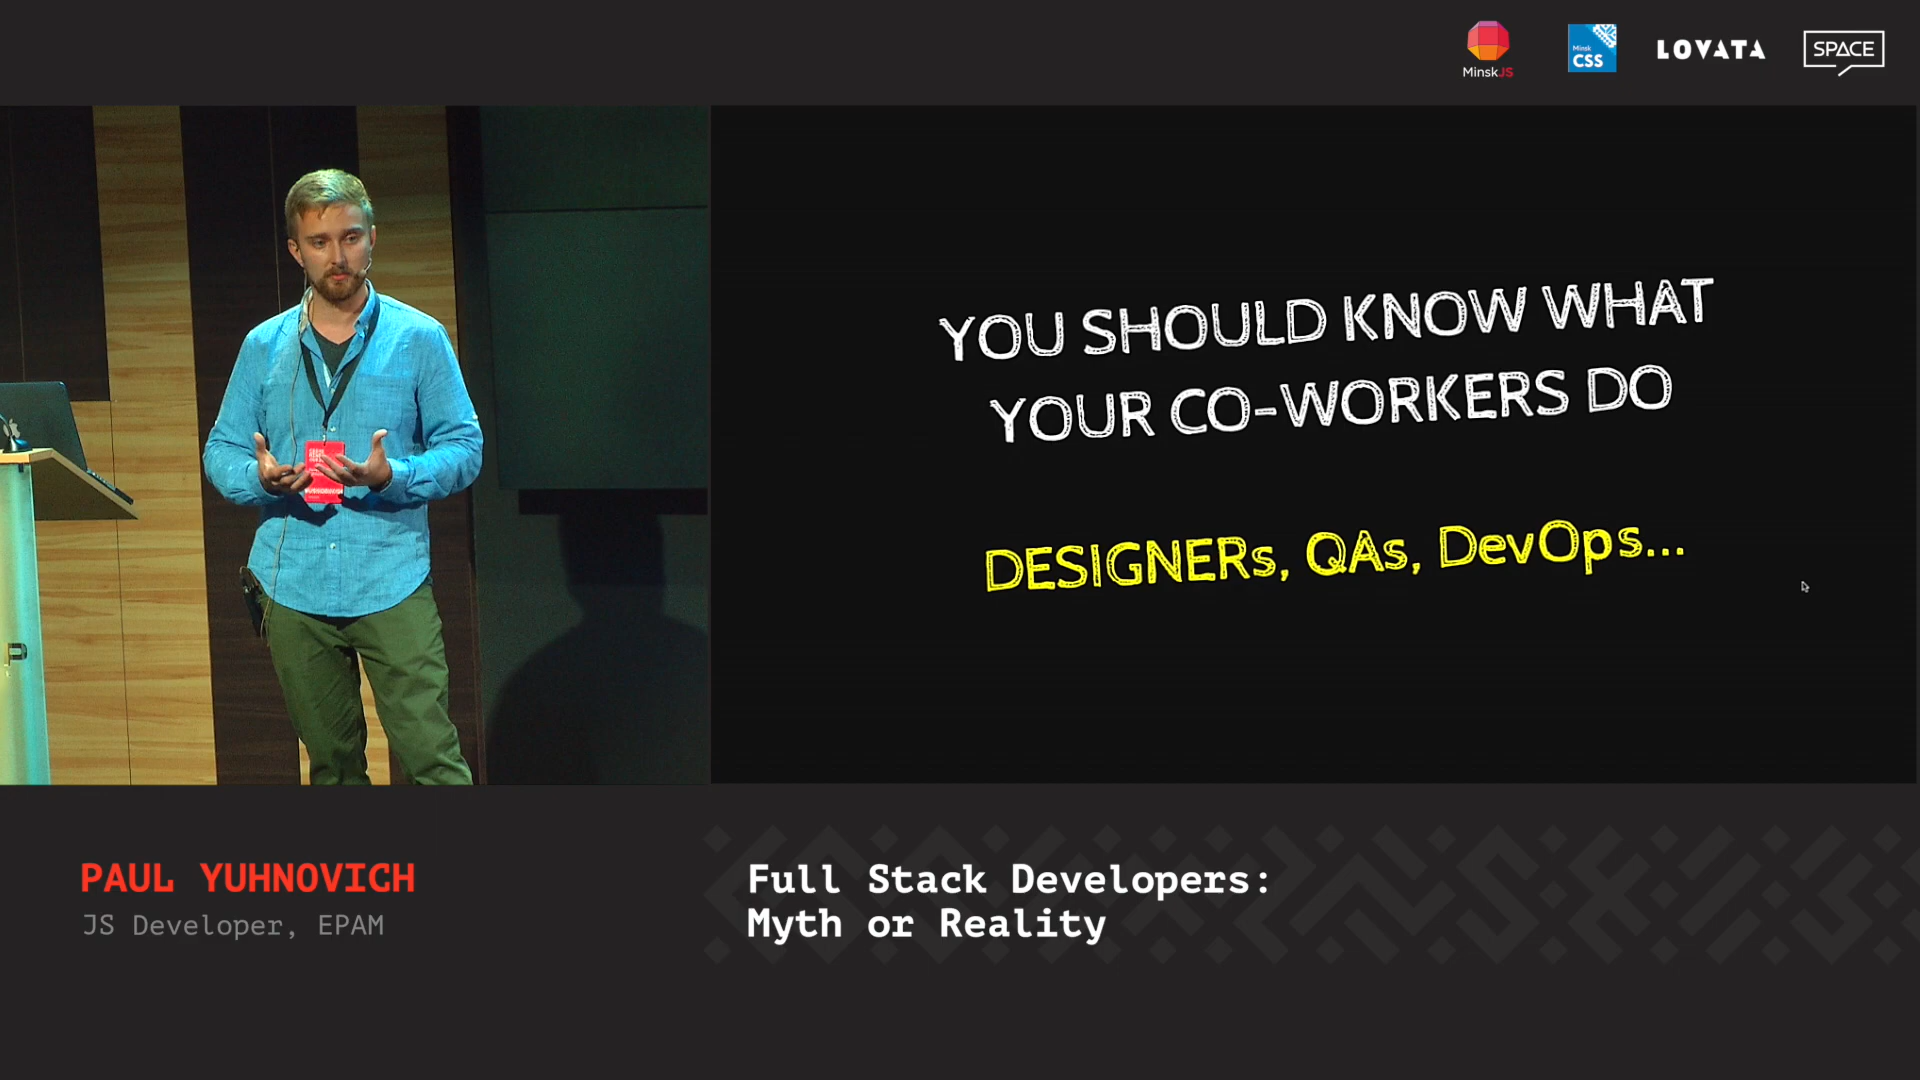 MinskJS
Minsk
CSS
LOVATA
SPACE
YOU SHOULD KNOW WHAT
YOUR CO-WORKERS DO
DESIGNERs, QAs, DevOps...
PAUL YUHNOVICH
JS Developer, EPAM
Full Stack Developers:
Myth or Reality